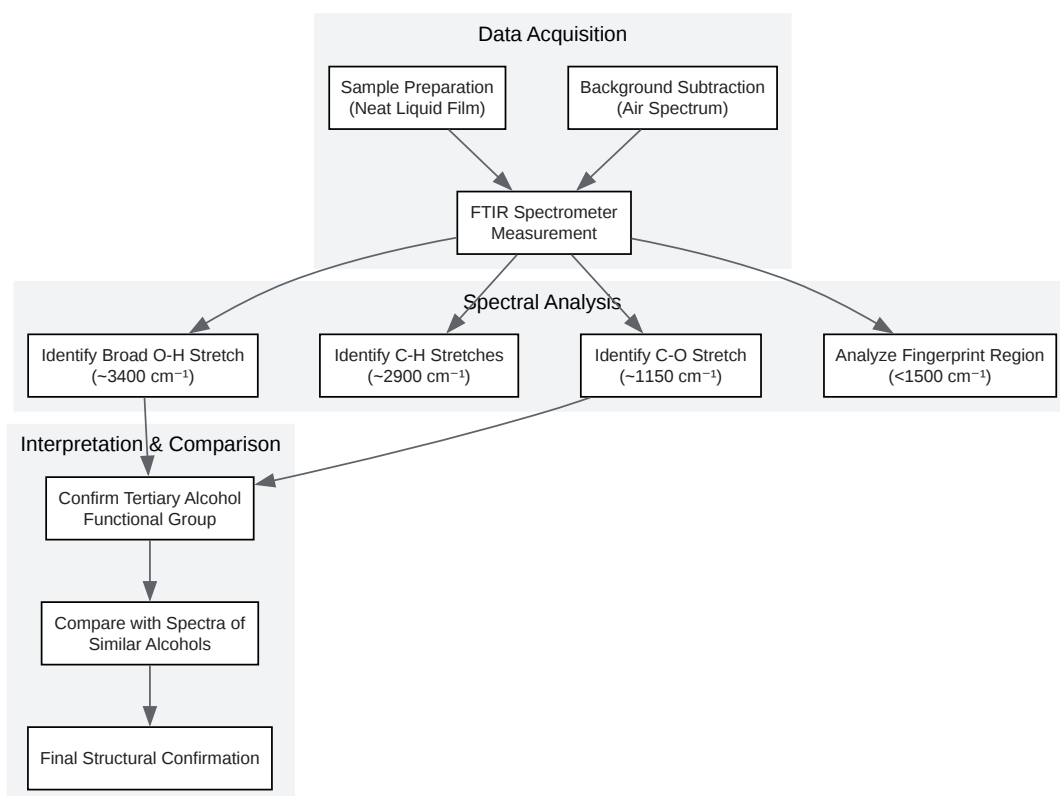 Data Acquisition
Sample Preparation
(Neat Liquid Film)
Background Subtraction
(Air Spectrum)
FTIR Spectrometer
Measurement
Spectral Analysis
Identify Broad O-H Stretch
(~3400 cm⁻¹)
Identify C-H Stretches
(~2900 cm⁻¹)
Identify C-O Stretch
(~1150 cm⁻¹)
Analyze Fingerprint Region
(<1500 cm⁻¹)
Interpretation & Comparison
Confirm Tertiary Alcohol
Functional Group
Compare with Spectra of
Similar Alcohols
Final Structural Confirmation